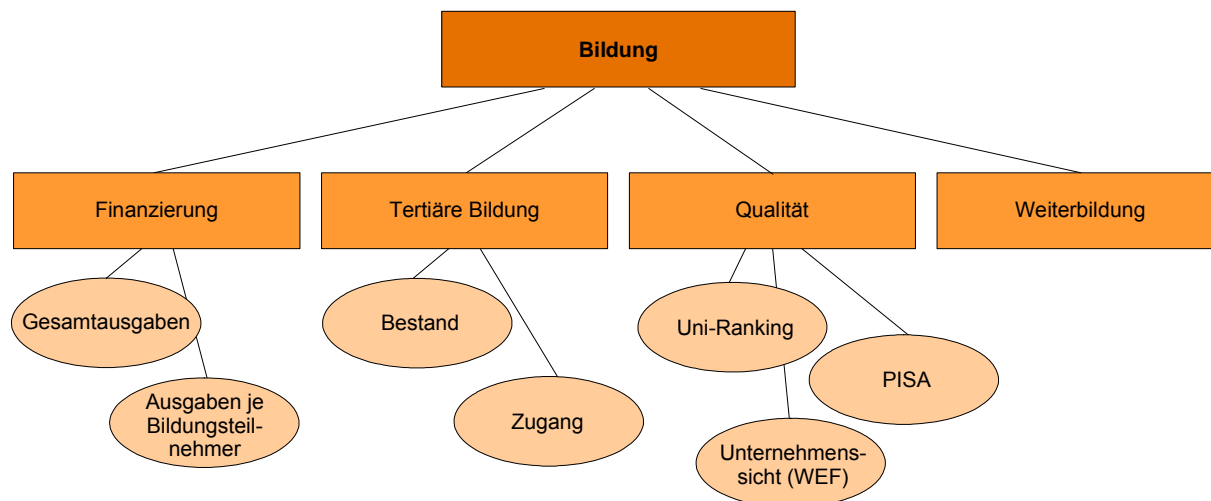 Bildung
Finanzierung
Tertiäre Bildung
Qualität
Weiterbildung
Gesamtausgaben
Bestand
Uni-Ranking
PISA
Ausgaben je
Bildungsteil-
nehmer
Zugang
Unternehmens-
sicht (WEF)